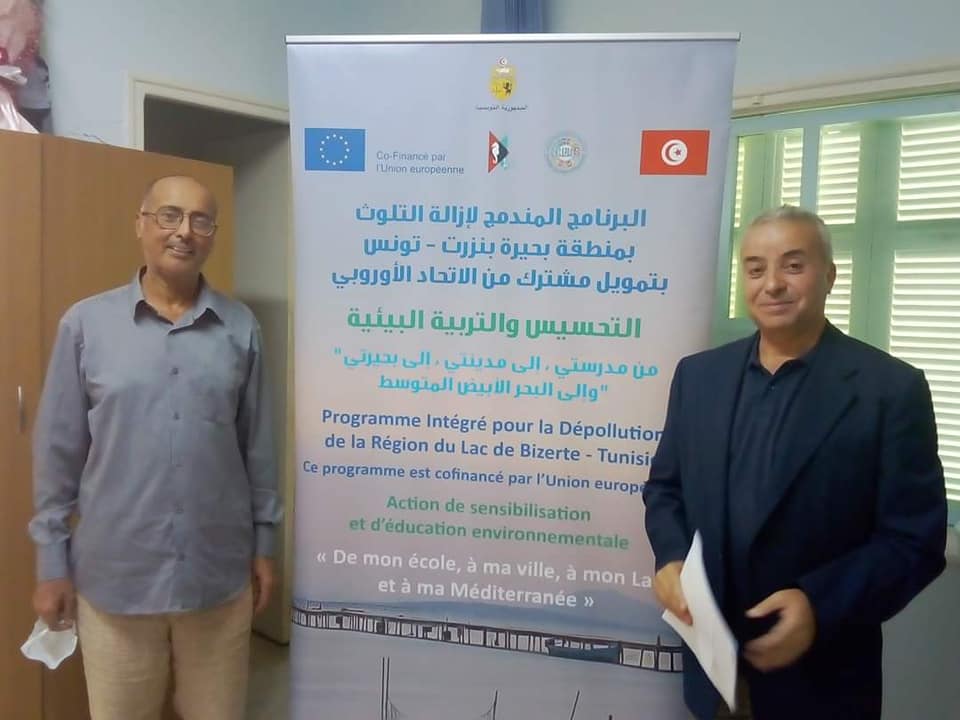 الجمهورية التونسية
Co-Financé par
l'Union européenne
البرنامج المندمج لإزالة التلوث
بمنطقة بحيرة بنزرت - تونس
بتمويل مشترك من الاتحاد الأوروبي
التحسيس والتربية البيئية
"من مدرستي ، الى مدينتي ، إلى بحيرتي
والى البحر الابيض المتوسط"
Programme Intégré pour la Dépollution
de la Région du Lac de Bizerte - Tunisie
Ce programme est cofinancé par l'Union europé
Action de sensibilisation
et d'éducation environnementale
« De mon école, à ma ville, à mon La
et à ma Méditerranée »